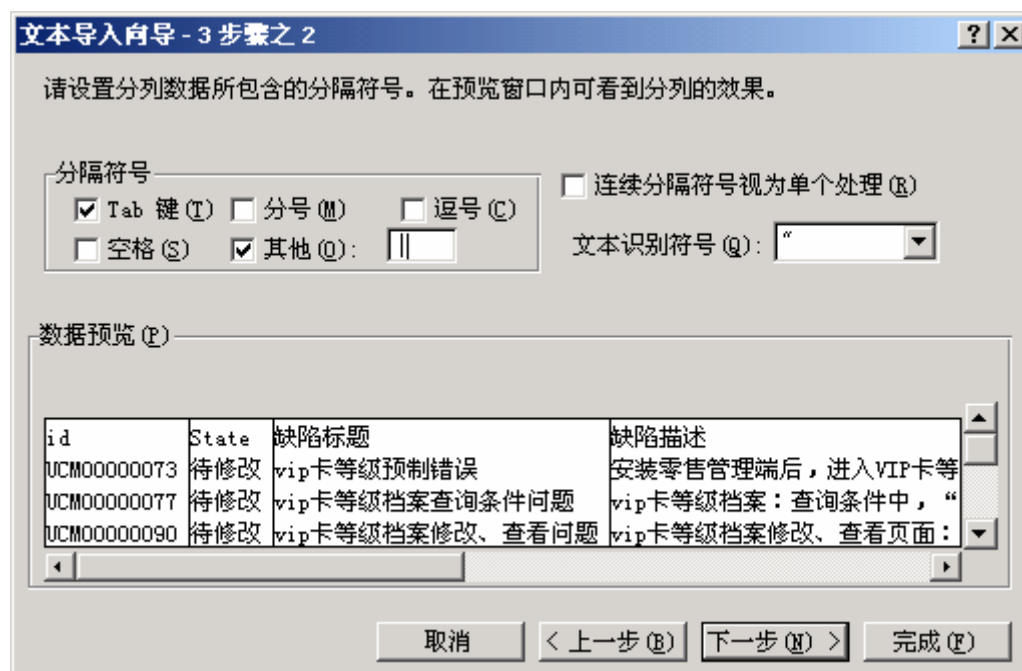 文本导入向导 - 3 步骤之 2
请设置分列数据所包含的分隔符号。在预览窗口内可看到分列的效果。
分隔符号
连续分隔符号视为单个处理(R)
Tab 键(T) 分号(M) 逗号(C)
空格(S) 其他(O): |
文本识别符号(Q): "
数据预览(P)
id State 缺陷标题 缺陷描述
UCM00000073 待修改 vip卡等级预制错误 安装零售管理端后，进入VIP卡等
UCM00000077 待修改 vip卡等级档案查询条件问题 vip卡等级档案：查询条件中，“
UCM00000090 待修改 vip卡等级档案修改、查看问题 vip卡等级档案修改、查看页面：
取消 < 上一步(B) 下一步(N) > 完成(F)